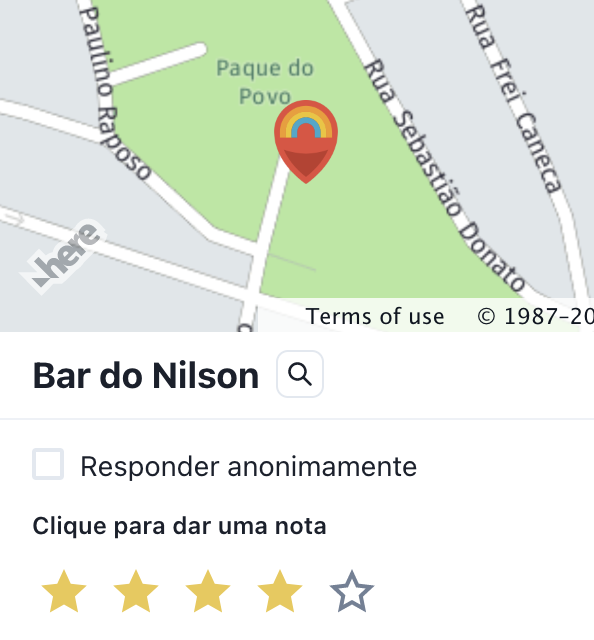 Paulino Raposo
Paque do
Povo
Rua Sebastião Donato
Rua Frei Caneca
here
Terms of use © 1987–20
Bar do Nilson
Responder anonimamente
Clique para dar uma nota